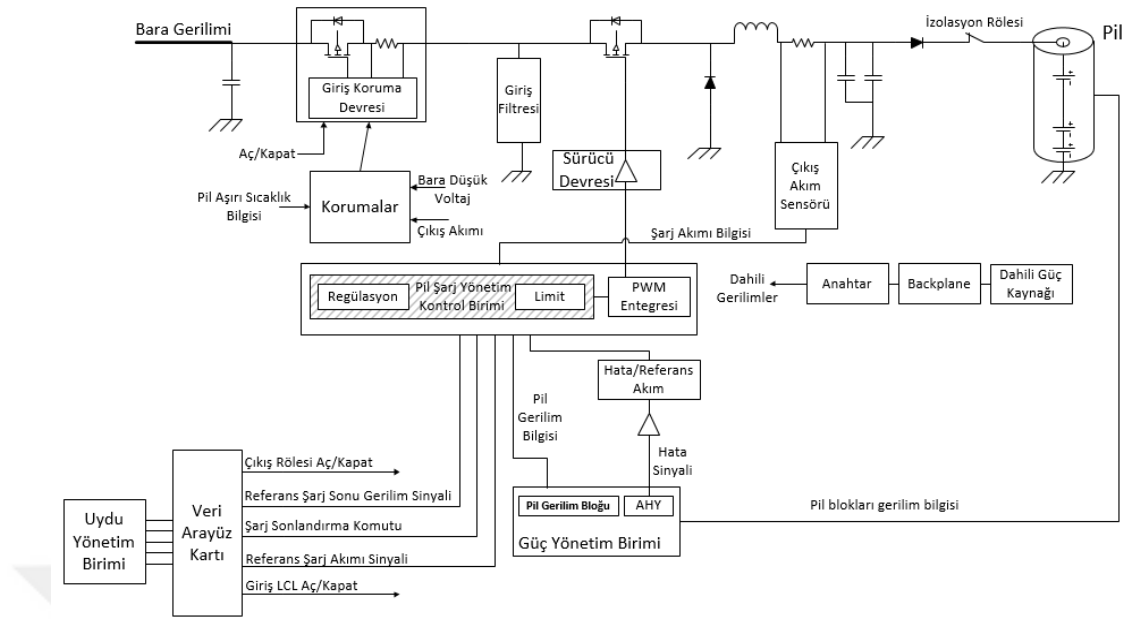 Bara Gerilimi
İzolasyon Rölesi
Pil
Giriş Koruma
Devresi
Giriş
Filtresi
Aç/Kapat
Sürücü
Devresi
Çıkış
Akım
Sensörü
Pil Aşırı Sıcaklık
Bilgisi
Korumalar
Bara Düşük
Voltaj
Çıkış Akımı
Şarj Akımı Bilgisi
Regülasyon
Pil Şarj Yönetim
Kontrol Birimi
Limit
PWM
Entegresi
Dahili
Gerilimler
Anahtar
Backplane
Dahili Güç
Kaynağı
Hata/Referans
Akım
Pil
Gerilim
Bilgisi
Hata
Sinyali
Uydu
Yönetim
Birimi
Veri
Arayüz
Kartı
Çıkış Rölesi Aç/Kapat
Referans Şarj Sonu Gerilim Sinyali
Şarj Sonlandırma Komutu
Referans Şarj Akımı Sinyali
Giriş LCL Aç/Kapat
Pil Gerilim Bloğu
AHY
Güç Yönetim Birimi
Pil blokları gerilim bilgisi